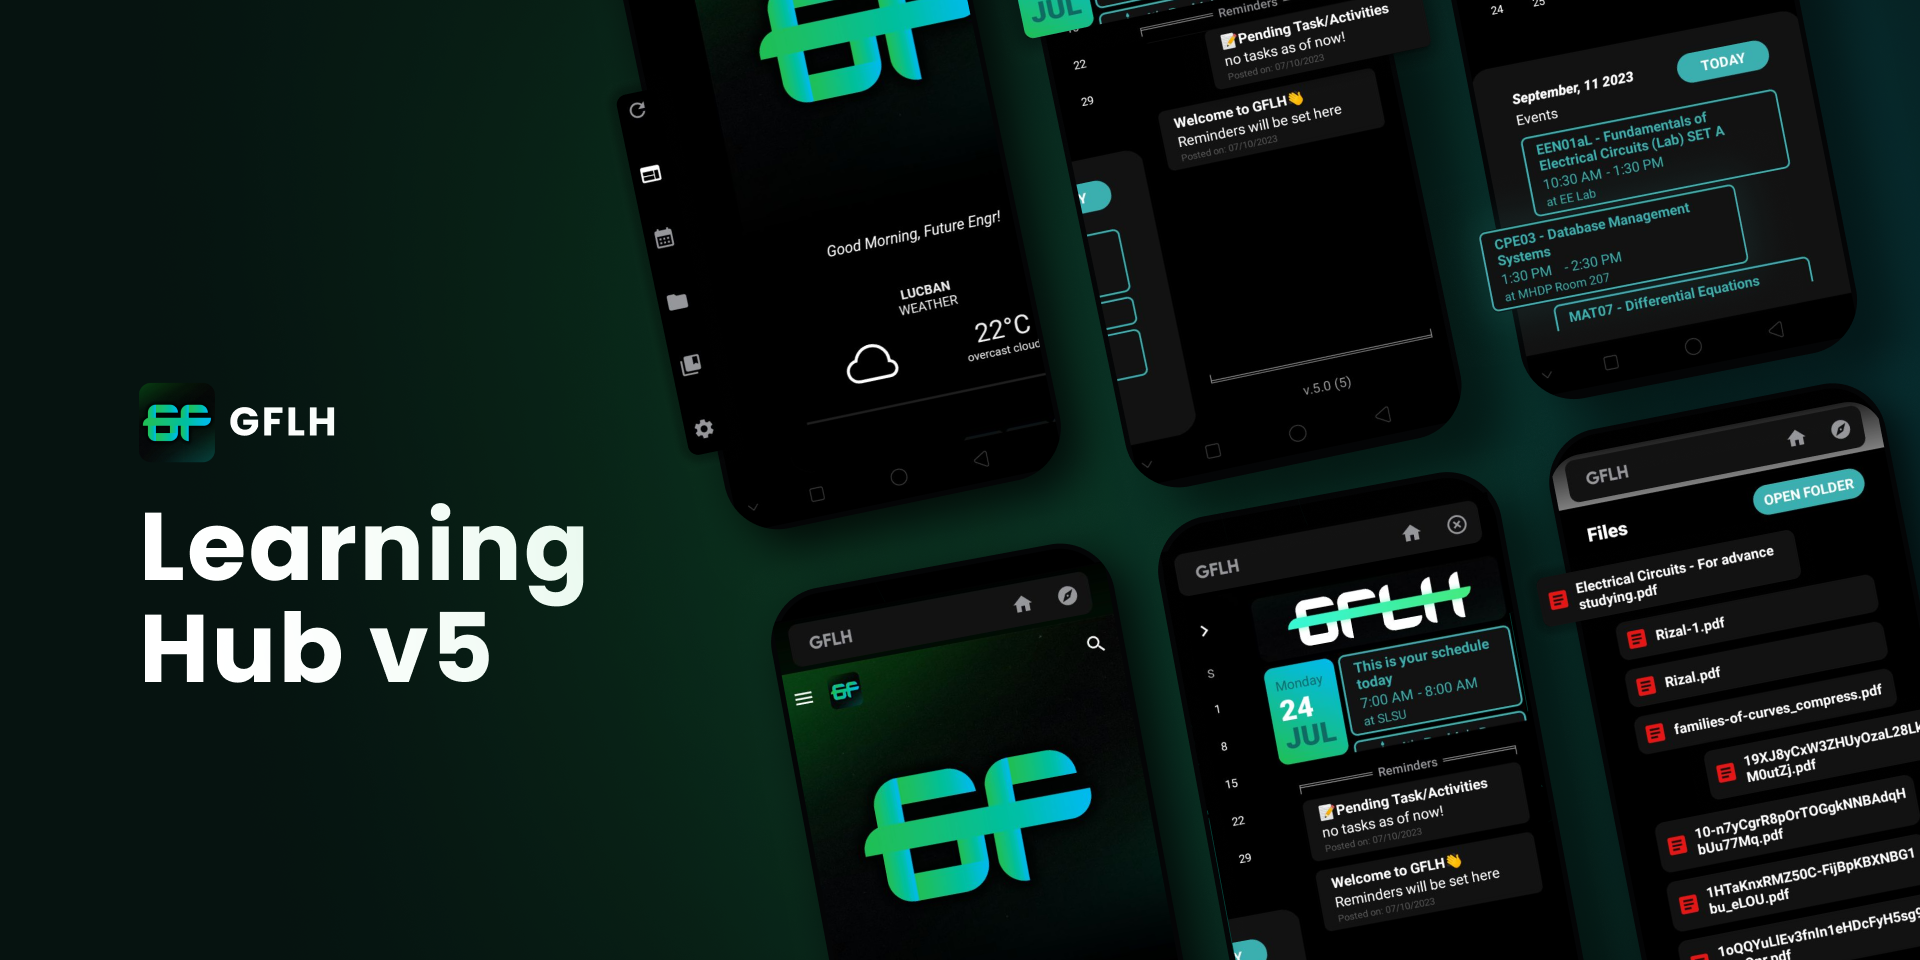 GFLH
Learning
Hub v5
Good Morning, Future Engr!
LUCBAN
WEATHER
22°C
overcast cloud
JUL
22
29
Reminders
📝Pending Task/Activities
no tasks as of now!
Posted on: 07/10/2023
Welcome to GFLH👋
Reminders will be set here
Posted on: 07/10/2023
Y
v.5.0 (5)
24 25
September, 11 2023
TODAY
Events
EEN01aL - Fundamentals of
Electrical Circuits (Lab) SET A
10:30 AM - 1:30 PM
at EE Lab
CPE03 - Database Management
Systems
1:30 PM - 2:30 PM
at MHDP Room 207
MAT07 - Differential Equations
GFLH
GF
GFLH
GFLH
S
1
8
15
22
29
Monday
24
JUL
This is your schedule
today
7:00 AM - 8:00 AM
at SLSU
Reminders
📝Pending Task/Activities
no tasks as of now!
Posted on: 07/10/2023
Welcome to GFLH👋
Reminders will be set here
Posted on: 07/10/2023
Y
GFLH
OPEN FOLDER
Files
Electrical Circuits - For advance
studying.pdf
Rizal-1.pdf
Rizal.pdf
families-of-curves_compress.pdf
19XJ8yCxW3ZHUyOzaL28Lk
M0utZj.pdf
10-n7yCgrR8pOrTOGgkNNBAdqH
bUu77Mq.pdf
1HTaKnxRMZ50C-FijBpKBXNBG1
bu_eLOU.pdf
1oQQYuLlEv3fnIn1eHDcFyH5sg9